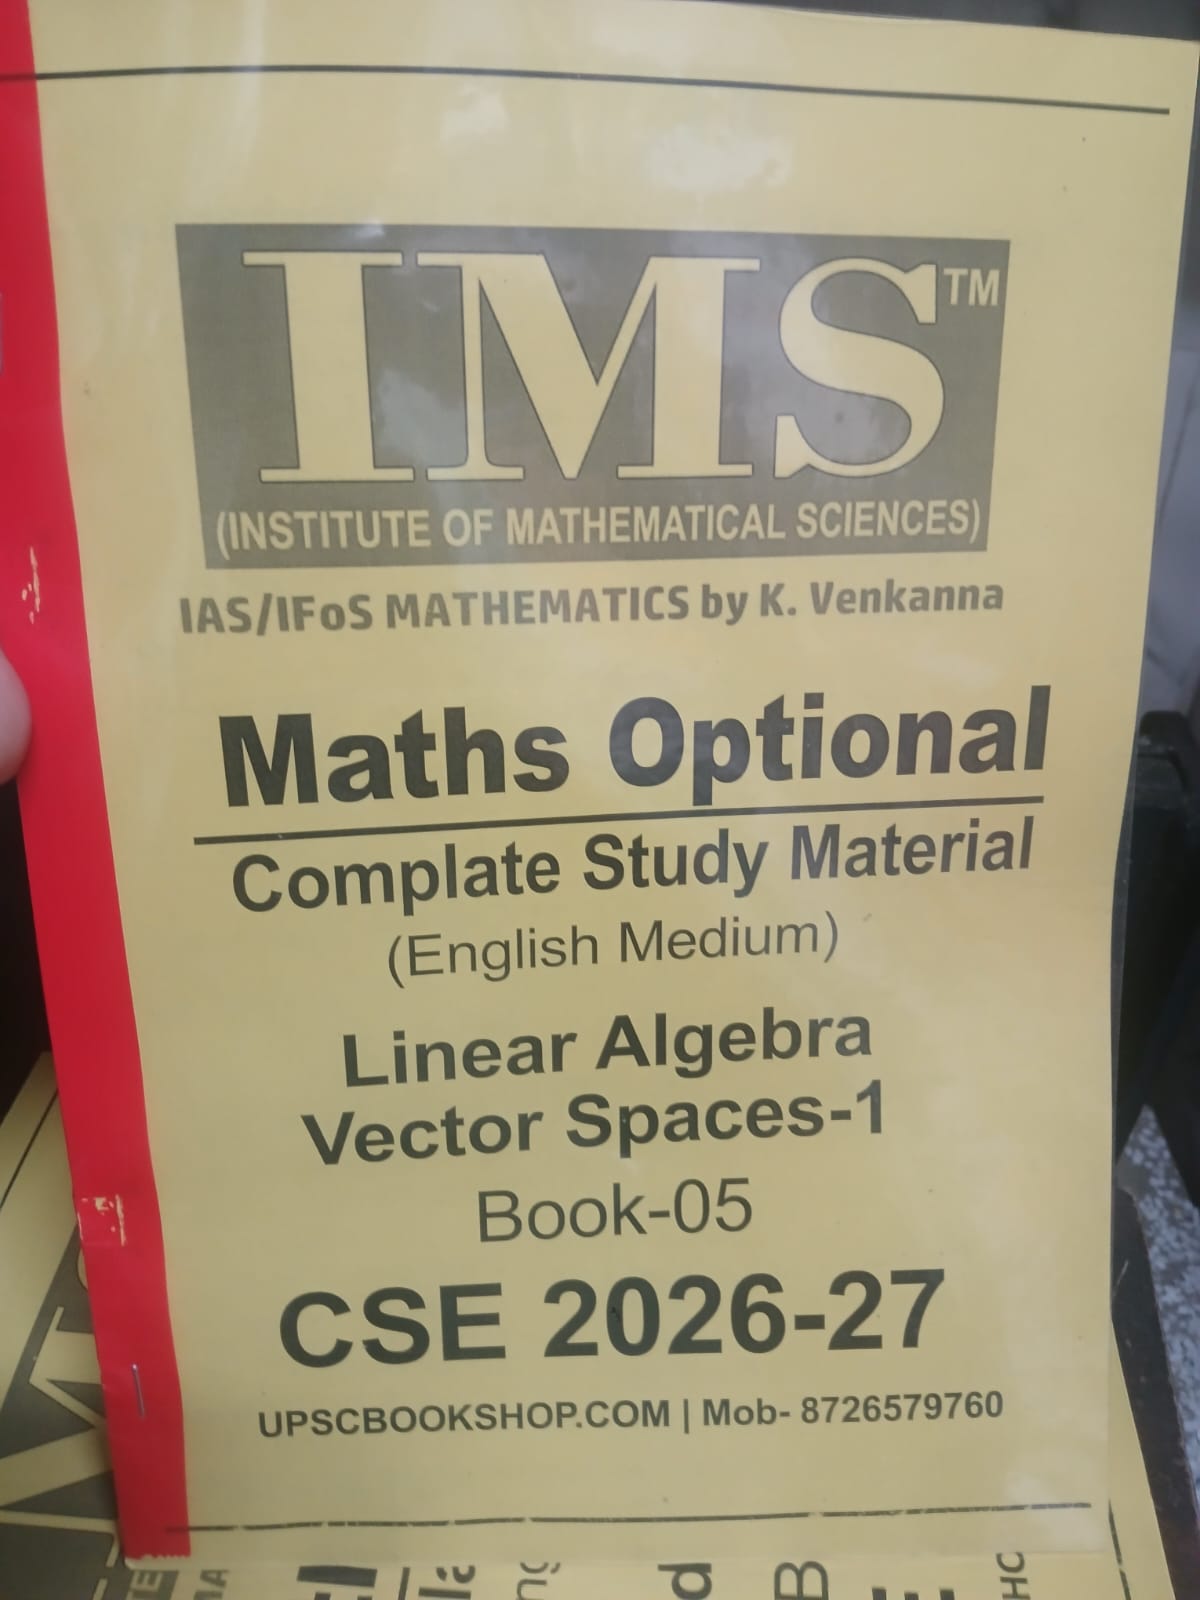 IMS™
(INSTITUTE OF MATHEMATICAL SCIENCES)
IAS/IFoS MATHEMATICS by K. Venkanna
Maths Optional
Complate Study Material
(English Medium)
Linear Algebra
Vector Spaces-1
Book-05
CSE 2026-27
UPSCBOOKSHOP.COM | Mob- 8726579760